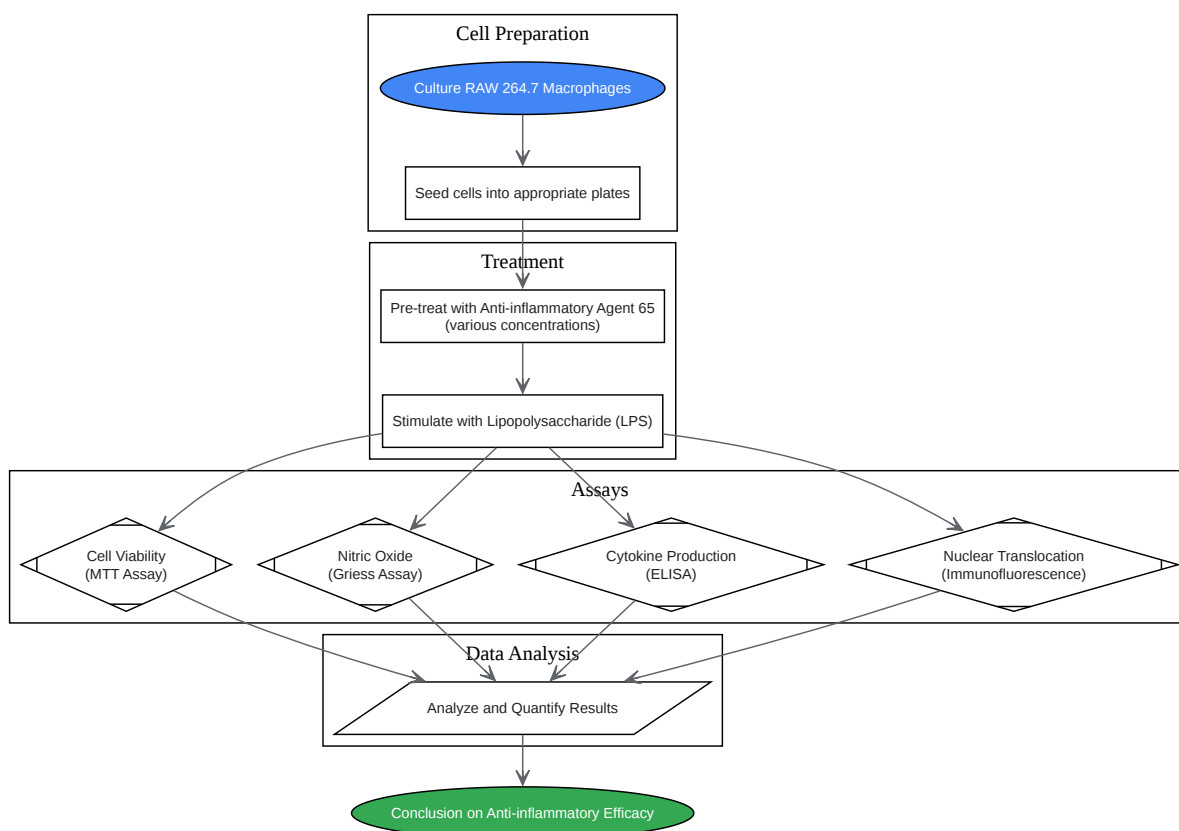 Cell Preparation
Culture RAW 264.7 Macrophages
Seed cells into appropriate plates
Treatment
Pre-treat with Anti-inflammatory Agent 65
(various concentrations)
Stimulate with Lipopolysaccharide (LPS)
Assays
Cell Viability
(MTT Assay)
Nitric Oxide
(Griess Assay)
Cytokine Production
(ELISA)
Nuclear Translocation
(Immunofluorescence)
Data Analysis
Analyze and Quantify Results
Conclusion on Anti-inflammatory Efficacy